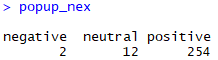 > popup_nex
negative  neutral positive
2       12      254